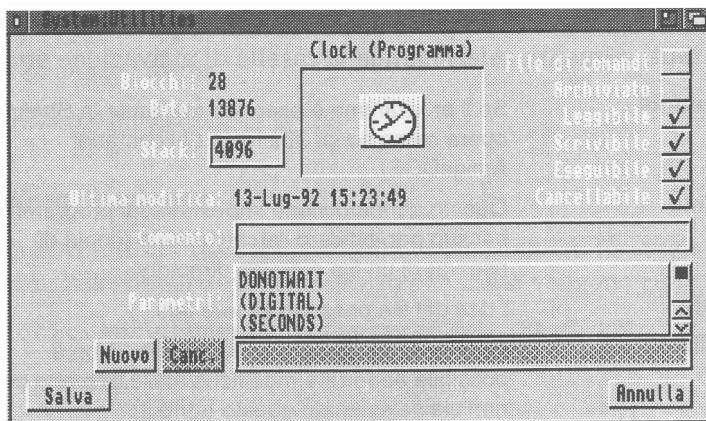 System:Utilities
Clock (Programma)
Blocchi: 28
Byte: 13876
Stack: 4096
File di comandi
Archiviato
Leggibile
Scrivibile
Eseguibile
Cancellabile
Ultima modifica: 13-Lug-92 15:23:49
Commento:
Parametri:
DONOTWAIT
(DIGITAL)
(SECONDS)
Nuovo Canc.
Salva Annulla